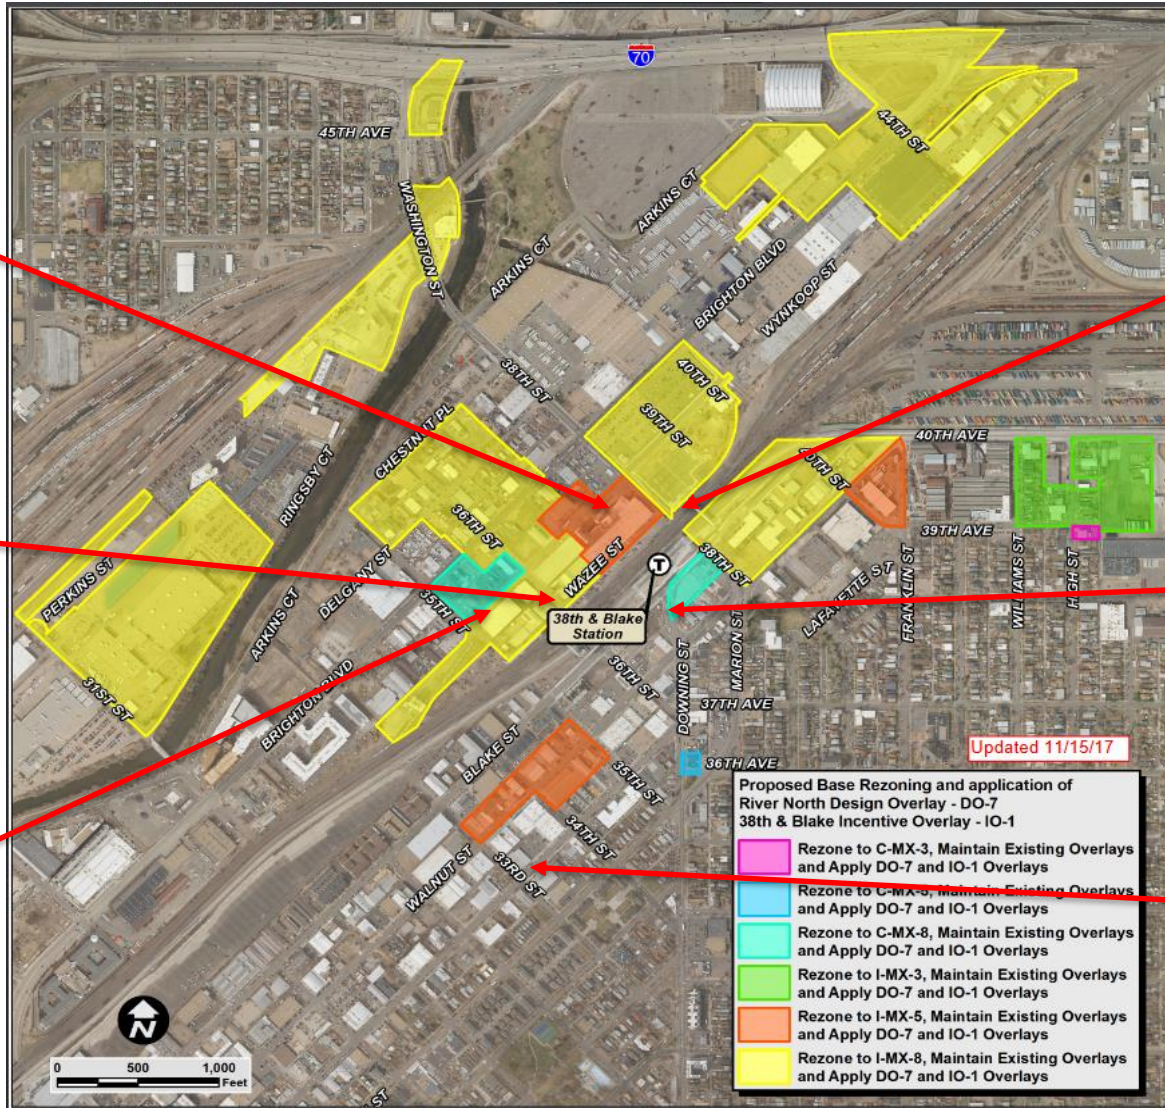 70
45TH AVE
44TH ST
WASHINGTON ST
ARKINS CT
ARKINS CT
BRIGHTON BLVD
WYNKOOP ST
38TH ST
40TH ST
39TH ST
CHESTNUT PL
40TH AVE
40TH ST
RINGSBY CT
36TH ST
39TH AVE
WAZEE ST
38TH ST
T
PERKINS ST
DELGANY ST
35TH ST
38th & Blake
Station
LAFAYETTE ST
FRANKLIN ST
WILLIAMS ST
HIGH ST
ARKINS CT
MARION ST
DOWNING ST
36TH ST
31ST ST
BRIGHTON BLVD
37TH AVE
BLAKE ST
35TH ST
36TH AVE
Updated 11/15/17
34TH ST
WALNUT ST
33RD ST
Proposed Base Rezoning and application of
River North Design Overlay - DO-7
38th & Blake Incentive Overlay - IO-1
Rezone to C-MX-3, Maintain Existing Overlays
and Apply DO-7 and IO-1 Overlays
Rezone to C-MX-5, Maintain Existing Overlays
and Apply DO-7 and IO-1 Overlays
Rezone to C-MX-8, Maintain Existing Overlays
and Apply DO-7 and IO-1 Overlays
Rezone to I-MX-3, Maintain Existing Overlays
and Apply DO-7 and IO-1 Overlays
Rezone to I-MX-5, Maintain Existing Overlays
and Apply DO-7 and IO-1 Overlays
Rezone to I-MX-8, Maintain Existing Overlays
and Apply DO-7 and IO-1 Overlays
N
0 500 1,000
Feet
ST